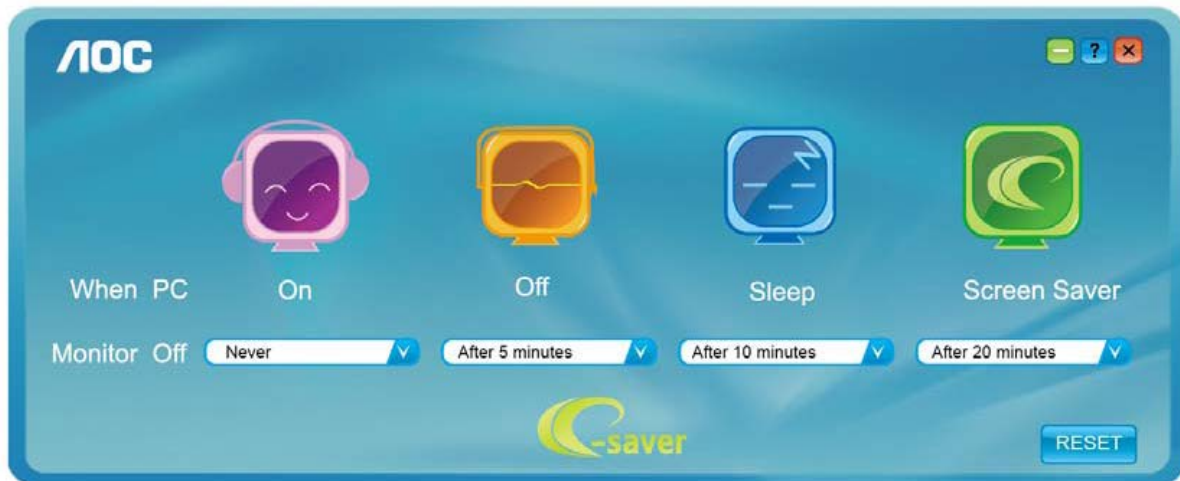 AOC
?
When PC On Off Sleep Screen Saver
Monitor Off Never After 5 minutes After 10 minutes After 20 minutes
e-saver
RESET